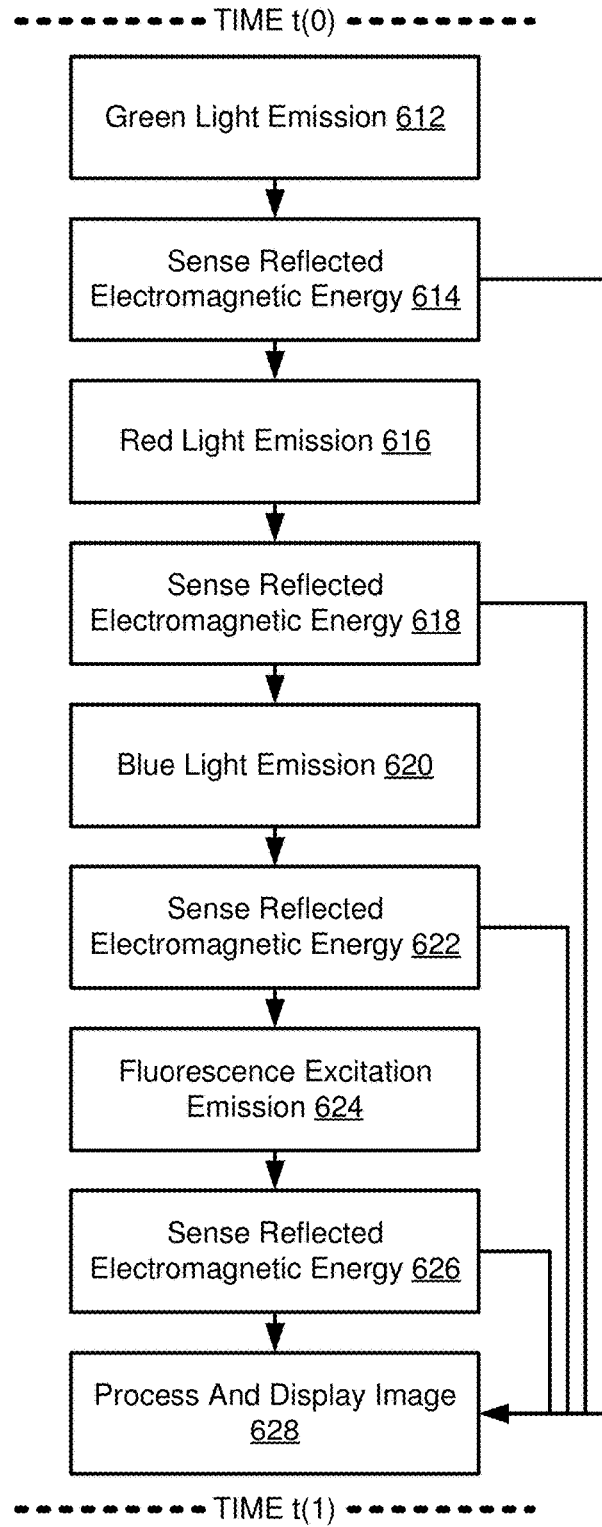 TIME t(0)
Green Light Emission 612
Sense Reflected
Electromagnetic Energy 614
Red Light Emission 616
Sense Reflected
Electromagnetic Energy 618
Blue Light Emission 620
Sense Reflected
Electromagnetic Energy 622
Fluorescence Excitation
Emission 624
Sense Reflected
Electromagnetic Energy 626
Process And Display Image
628
TIME t(1)